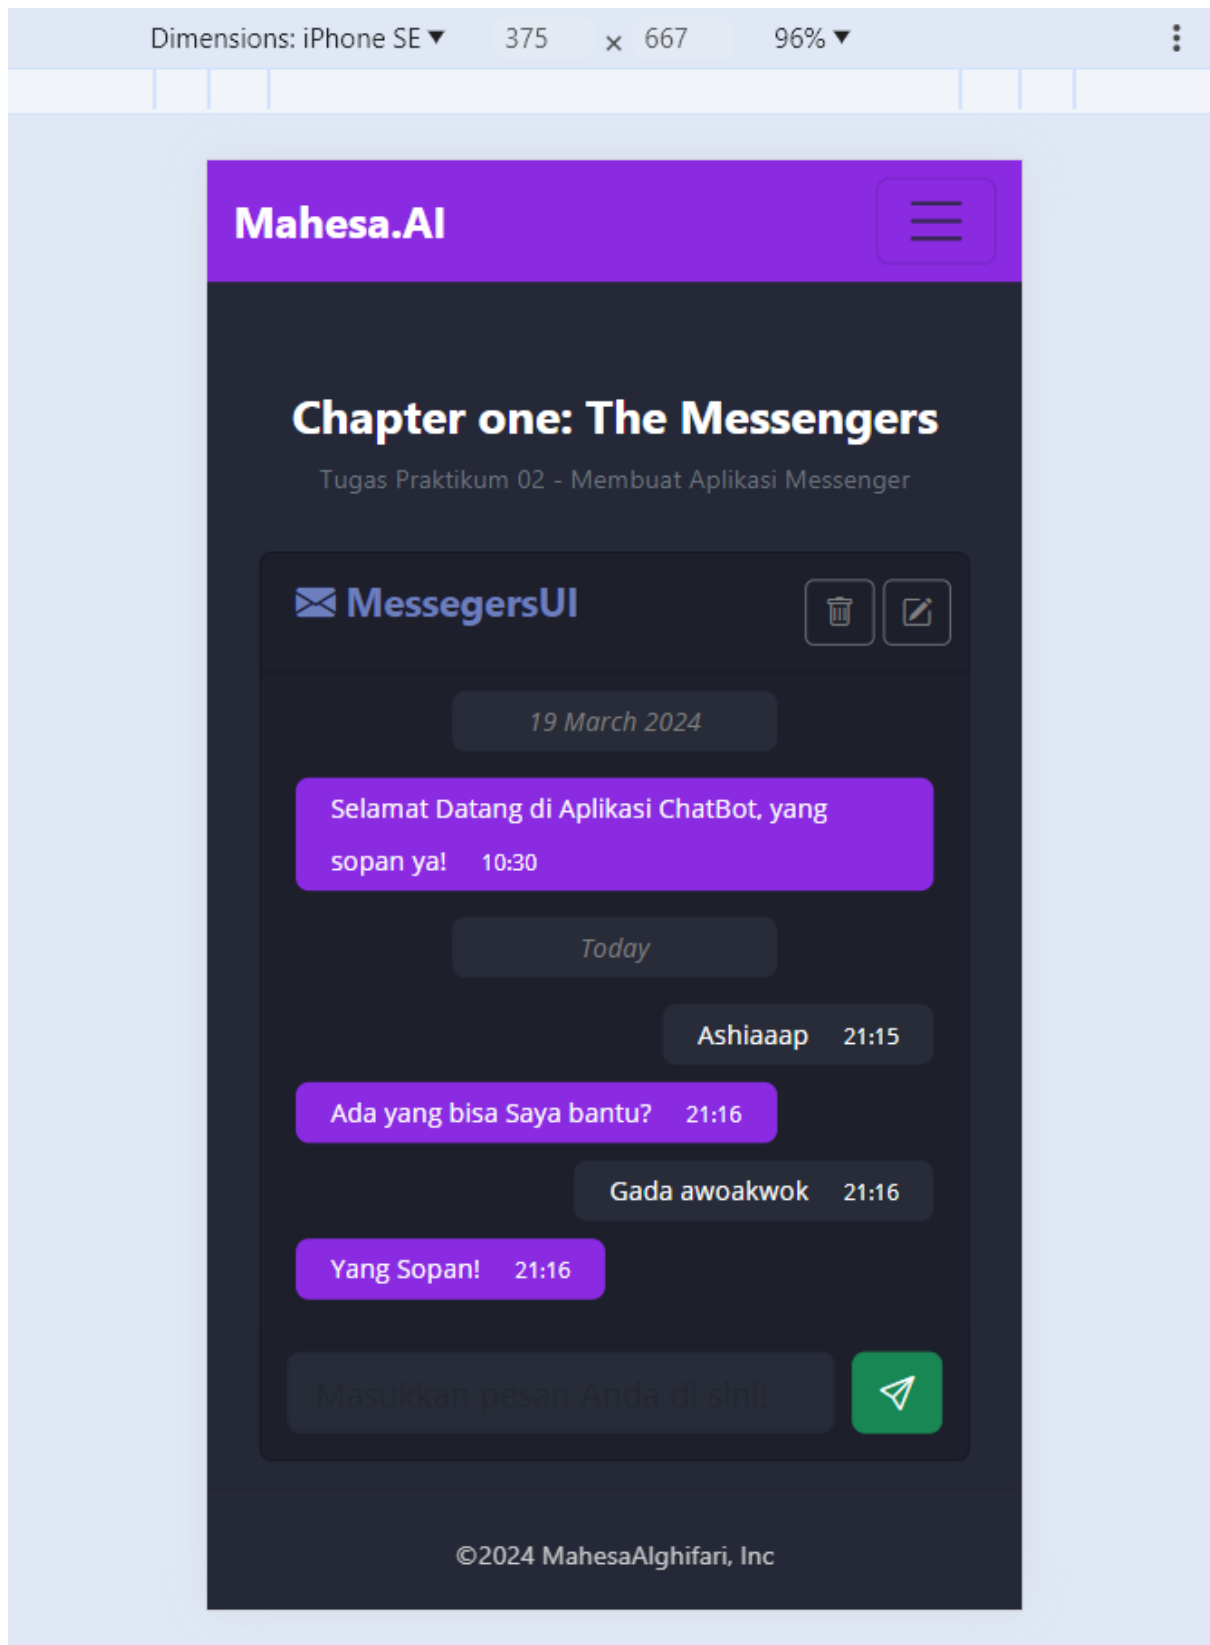 Dimensions: iPhone SE ▼ 375 × 667 96% ▼
Mahesa.AI
Chapter one: The Messengers
Tugas Praktikum 02 - Membuat Aplikasi Messenger
MessegersUI
19 March 2024
Selamat Datang di Aplikasi ChatBot, yang
sopan ya! 10:30
Today
Ashiaaap 21:15
Ada yang bisa Saya bantu? 21:16
Gada awoakwok 21:16
Yang Sopan! 21:16
Masukkan pesan Anda di sini!
©2024 MahesaAlghifari, Inc